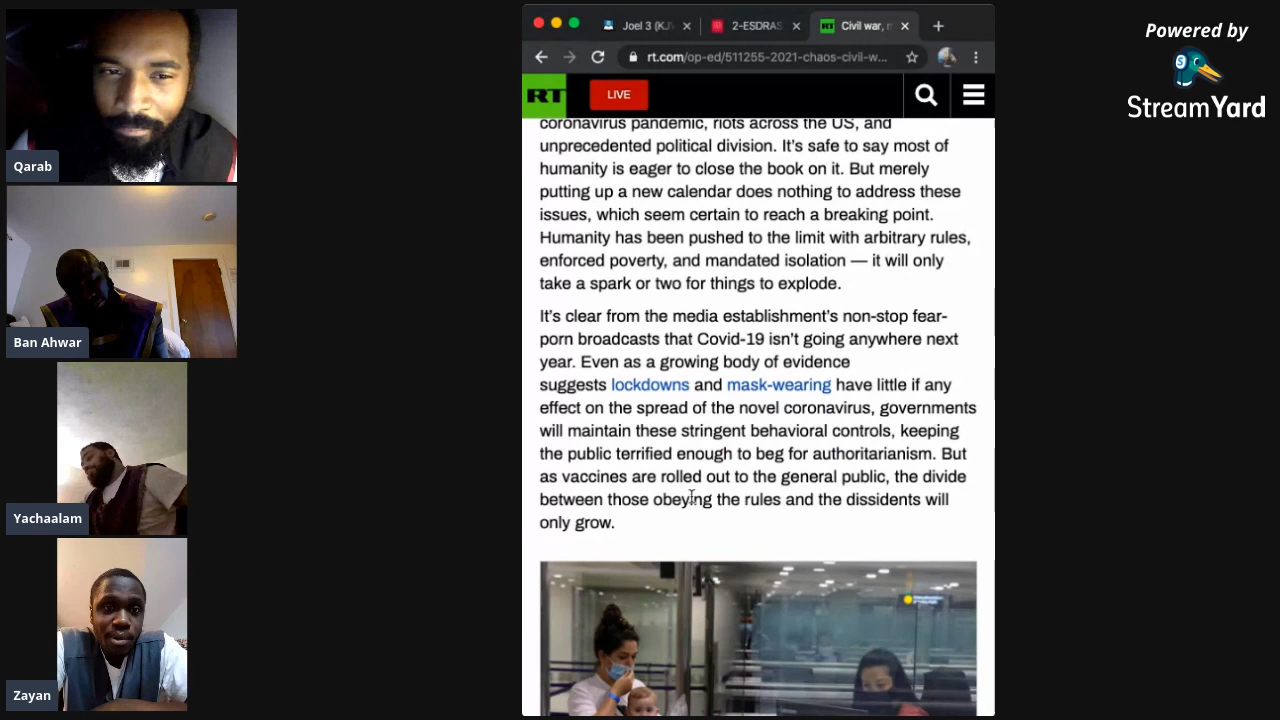 Qarab
Ban Ahwar
Yachaalam
Zayan
Joel 3 (KJV
2-ESDRAS
Civil war, m
rt.com/op-ed/511255-2021-chaos-civil-w...
RT
LIVE
coronavirus pandemic, riots across the US, and
unprecedented political division. It’s safe to say most of
humanity is eager to close the book on it. But merely
putting up a new calendar does nothing to address these
issues, which seem certain to reach a breaking point.
Humanity has been pushed to the limit with arbitrary rules,
enforced poverty, and mandated isolation — it will only
take a spark or two for things to explode.
It’s clear from the media establishment’s non-stop fear-
porn broadcasts that Covid-19 isn’t going anywhere next
year. Even as a growing body of evidence
suggests lockdowns and mask-wearing have little if any
effect on the spread of the novel coronavirus, governments
will maintain these stringent behavioral controls, keeping
the public terrified enough to beg for authoritarianism. But
as vaccines are rolled out to the general public, the divide
between those obeying the rules and the dissidents will
only grow.
Powered by
StreamYard